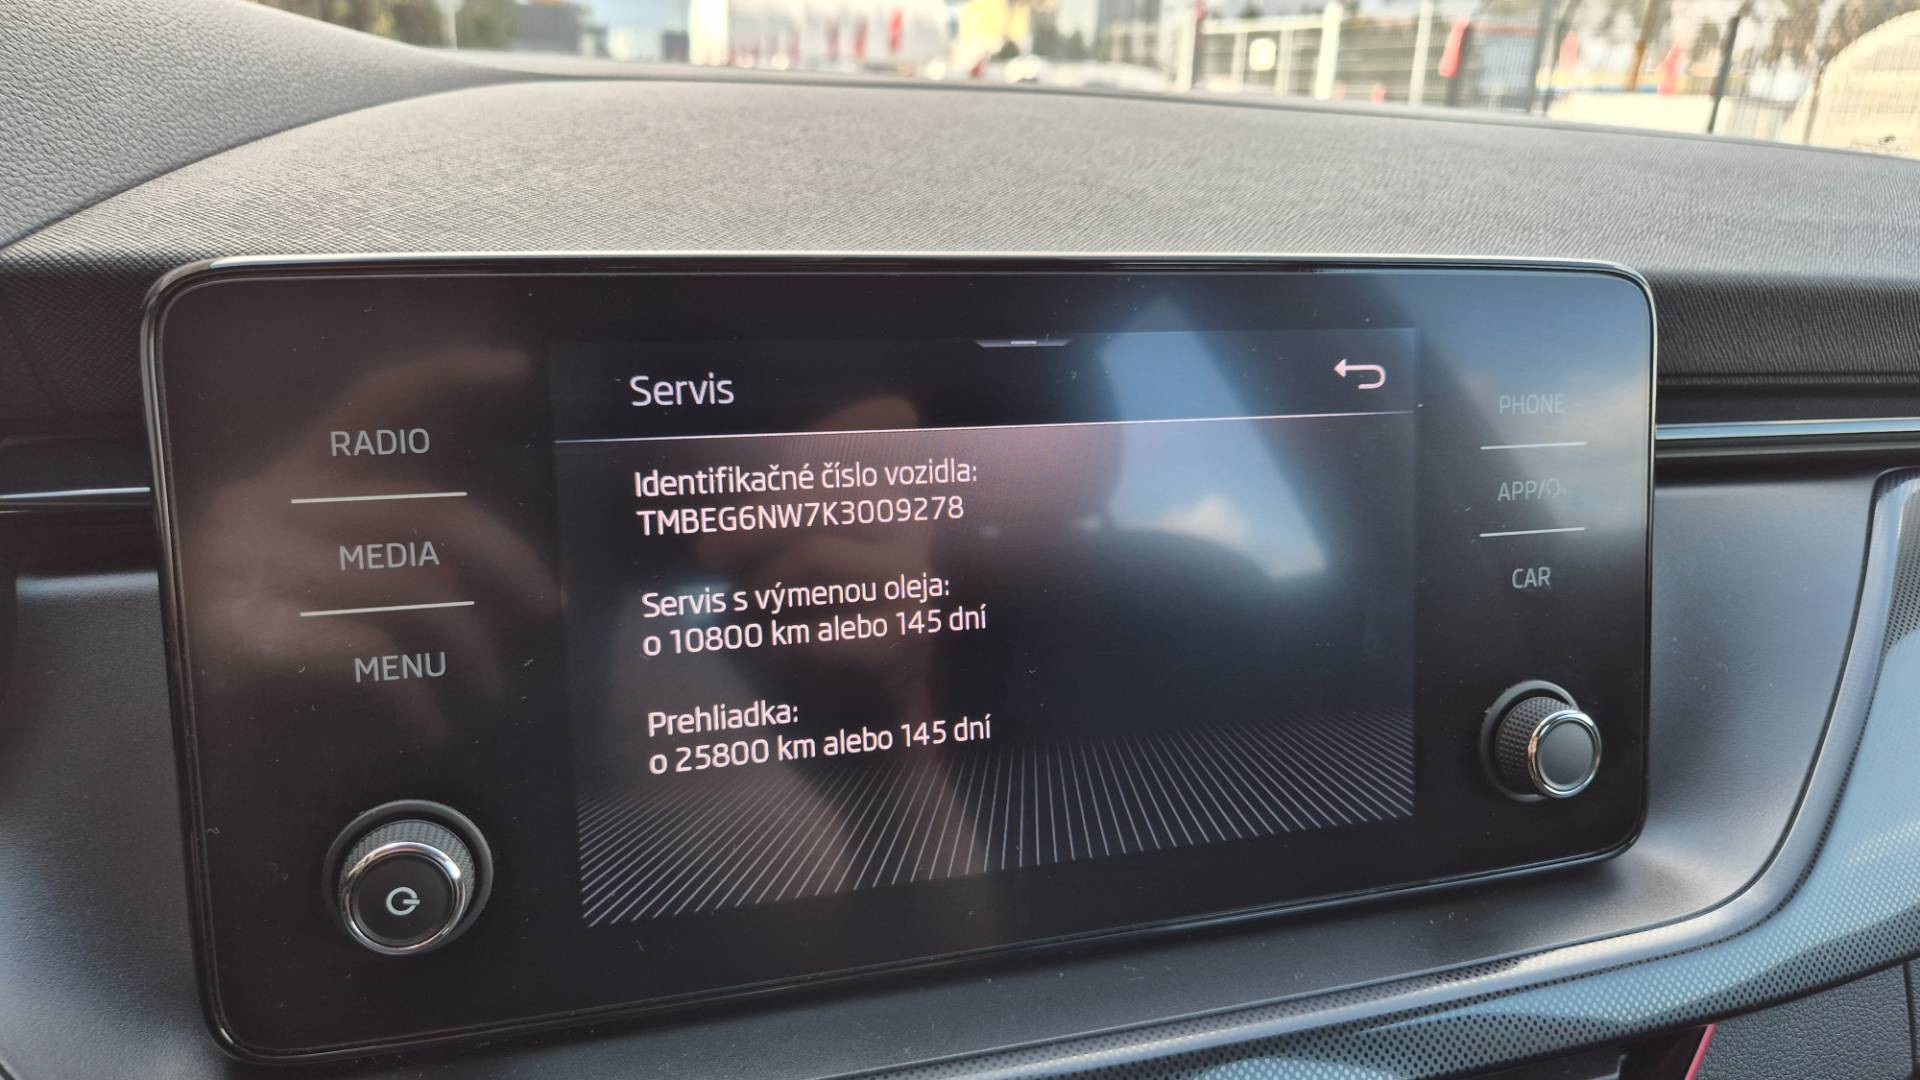 RADIO
MEDIA
MENU
Servis
Identifikačné číslo vozidla:
TMBEG6NW7K3009278
Servis s výmenou oleja:
o 10800 km alebo 145 dní
Prehliadka:
o 25800 km alebo 145 dní
PHONE
APP/
CAR